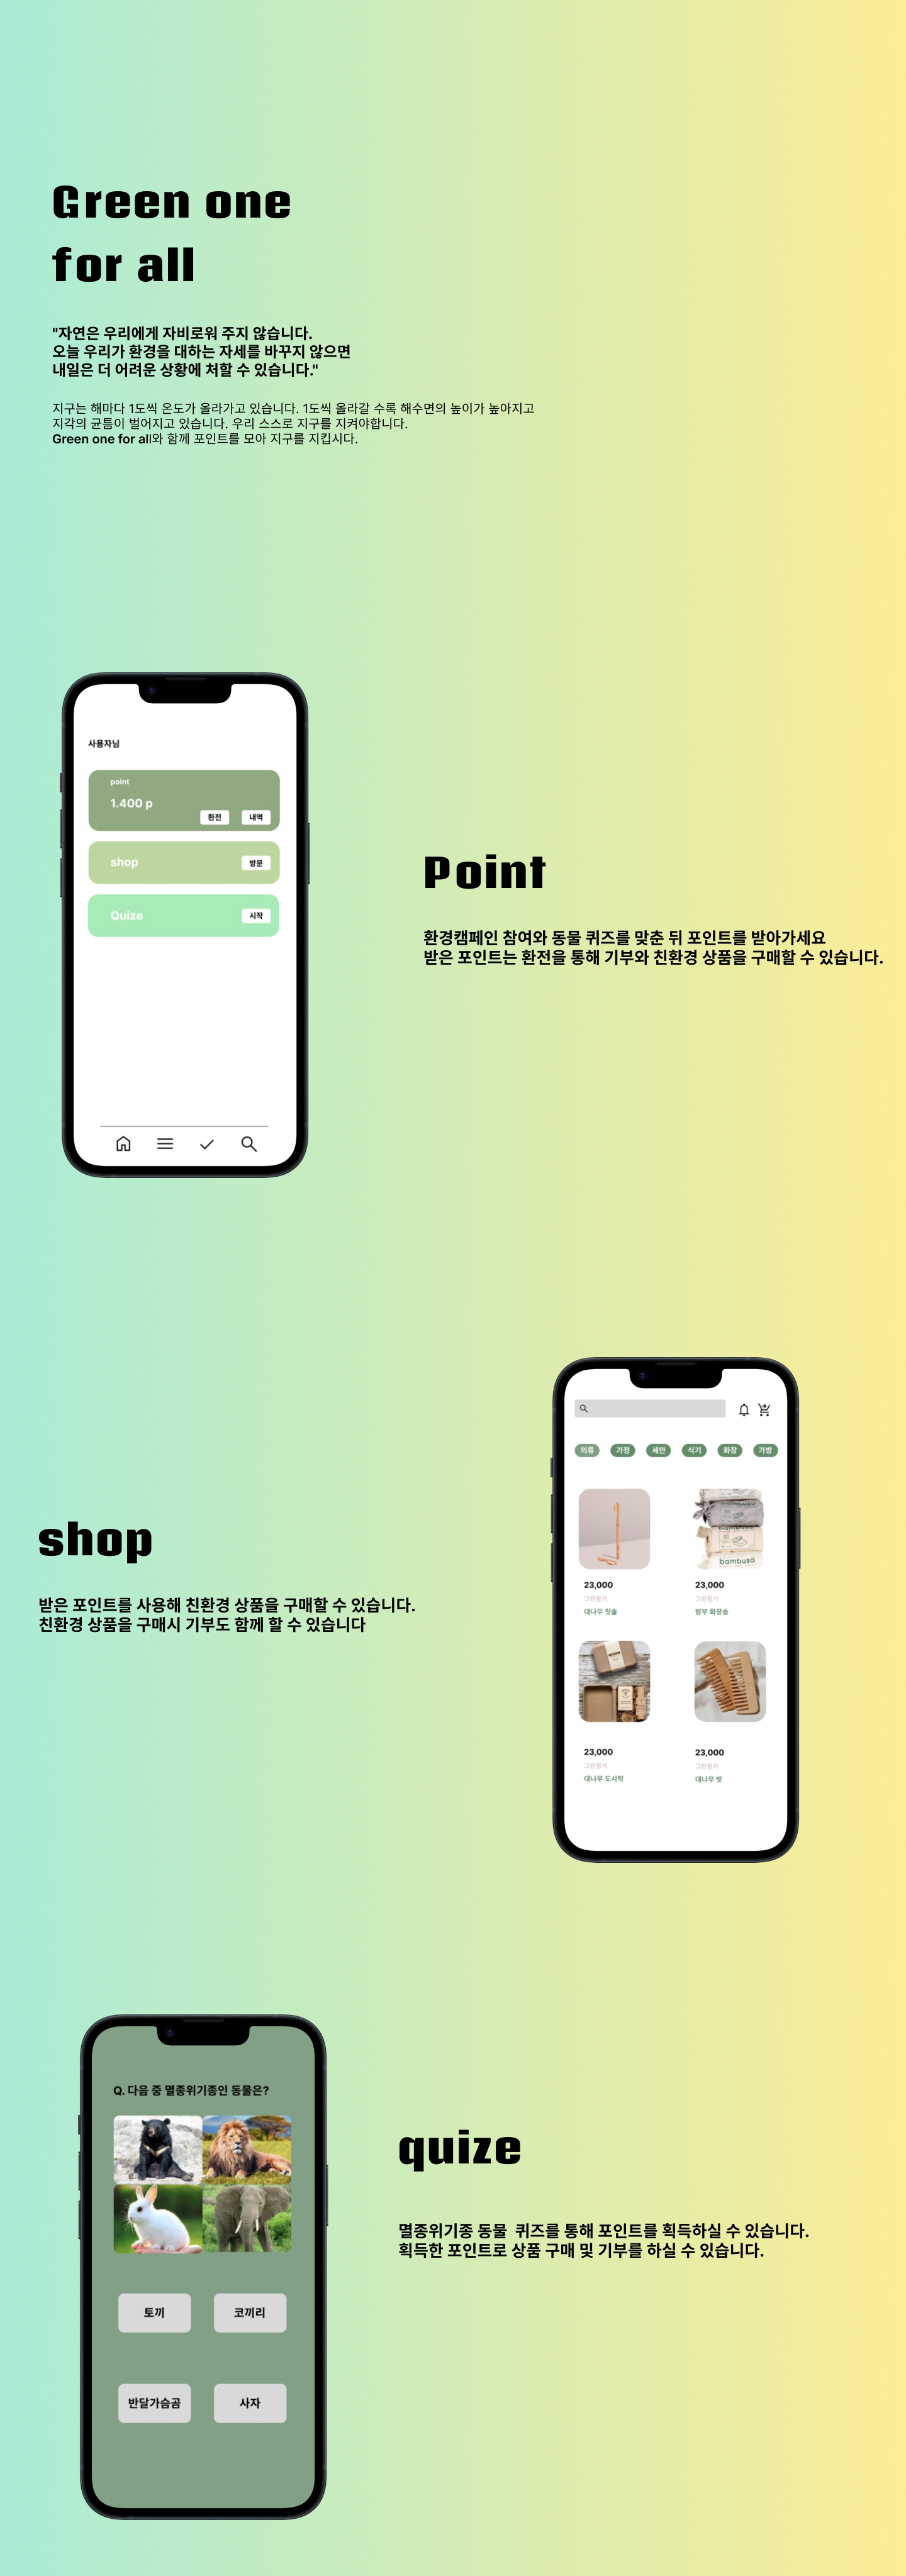 Green one
for all
"자연은 우리에게 자비로워 주지 않습니다.
오늘 우리가 환경을 대하는 자세를 바꾸지 않으면
내일은 더 어려운 상황에 처할 수 있습니다."
지구는 해마다 1도씩 온도가 올라가고 있습니다. 1도씩 올라갈 수록 해수면의 높이가 높아지고
지각의 균틈이 벌어지고 있습니다. 우리 스스로 지구를 지켜야합니다.
Green one for all와 함께 포인트를 모아 지구를 지킵시다.
사용자님
point
1.400 p
환전 내역
shop 방문
Quize 시작
Point
환경캠페인 참여와 동물 퀴즈를 맞춘 뒤 포인트를 받아가세요
받은 포인트는 환전을 통해 기부와 친환경 상품을 구매할 수 있습니다.
의류 가정 세안 식기 화장 가방
bambusa
23,000 23,000
대나무 칫솔 밤부 화장솜
23,000 23,000
대나무 도시락 대나무 빗
shop
받은 포인트를 사용해 친환경 상품을 구매할 수 있습니다.
친환경 상품을 구매시 기부도 함께 할 수 있습니다
Q. 다음 중 멸종위기종인 동물은?
토끼 코끼리
반달가슴곰 사자
quize
멸종위기종 동물 퀴즈를 통해 포인트를 획득하실 수 있습니다.
획득한 포인트로 상품 구매 및 기부를 하실 수 있습니다.